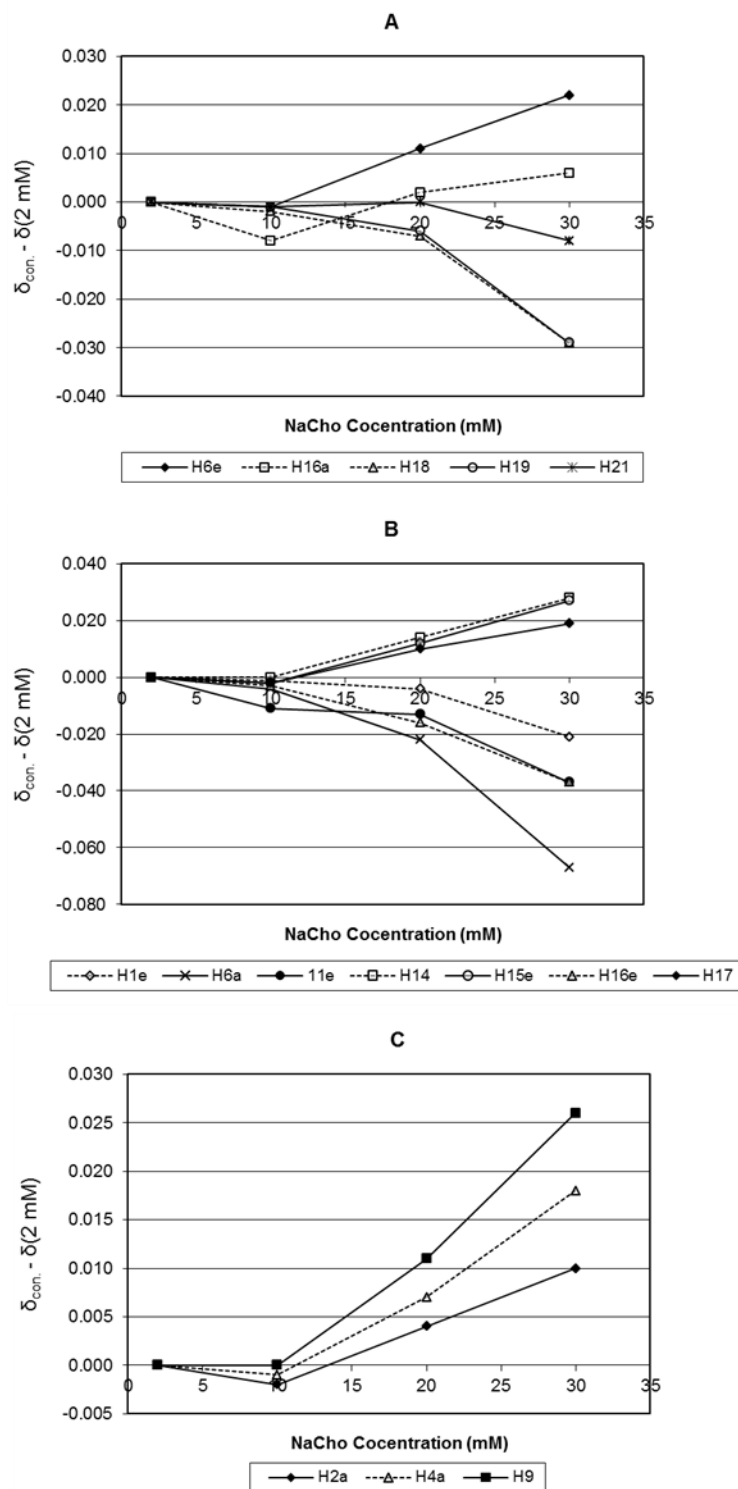 A
0.030
0.020
0.010
0.000
-0.010
-0.020
-0.030
-0.040
0 5 10 15 20 25 30 35
δcon. - δ(2 mM)
NaCho Cocentration (mM)
H6e H16a H18 H19 H21
B
0.040
0.020
0.000
-0.020
-0.040
-0.060
-0.080
0 5 10 15 20 25 30 35
δcon. - δ(2 mM)
NaCho Cocentration (mM)
H1e H6a 11e H14 H15e H16e H17
C
0.030
0.025
0.020
0.015
0.010
0.005
0.000
-0.005
0 5 10 15 20 25 30 35
δcon. - δ(2 mM)
NaCho Cocentration (mM)
H2a H4a H9